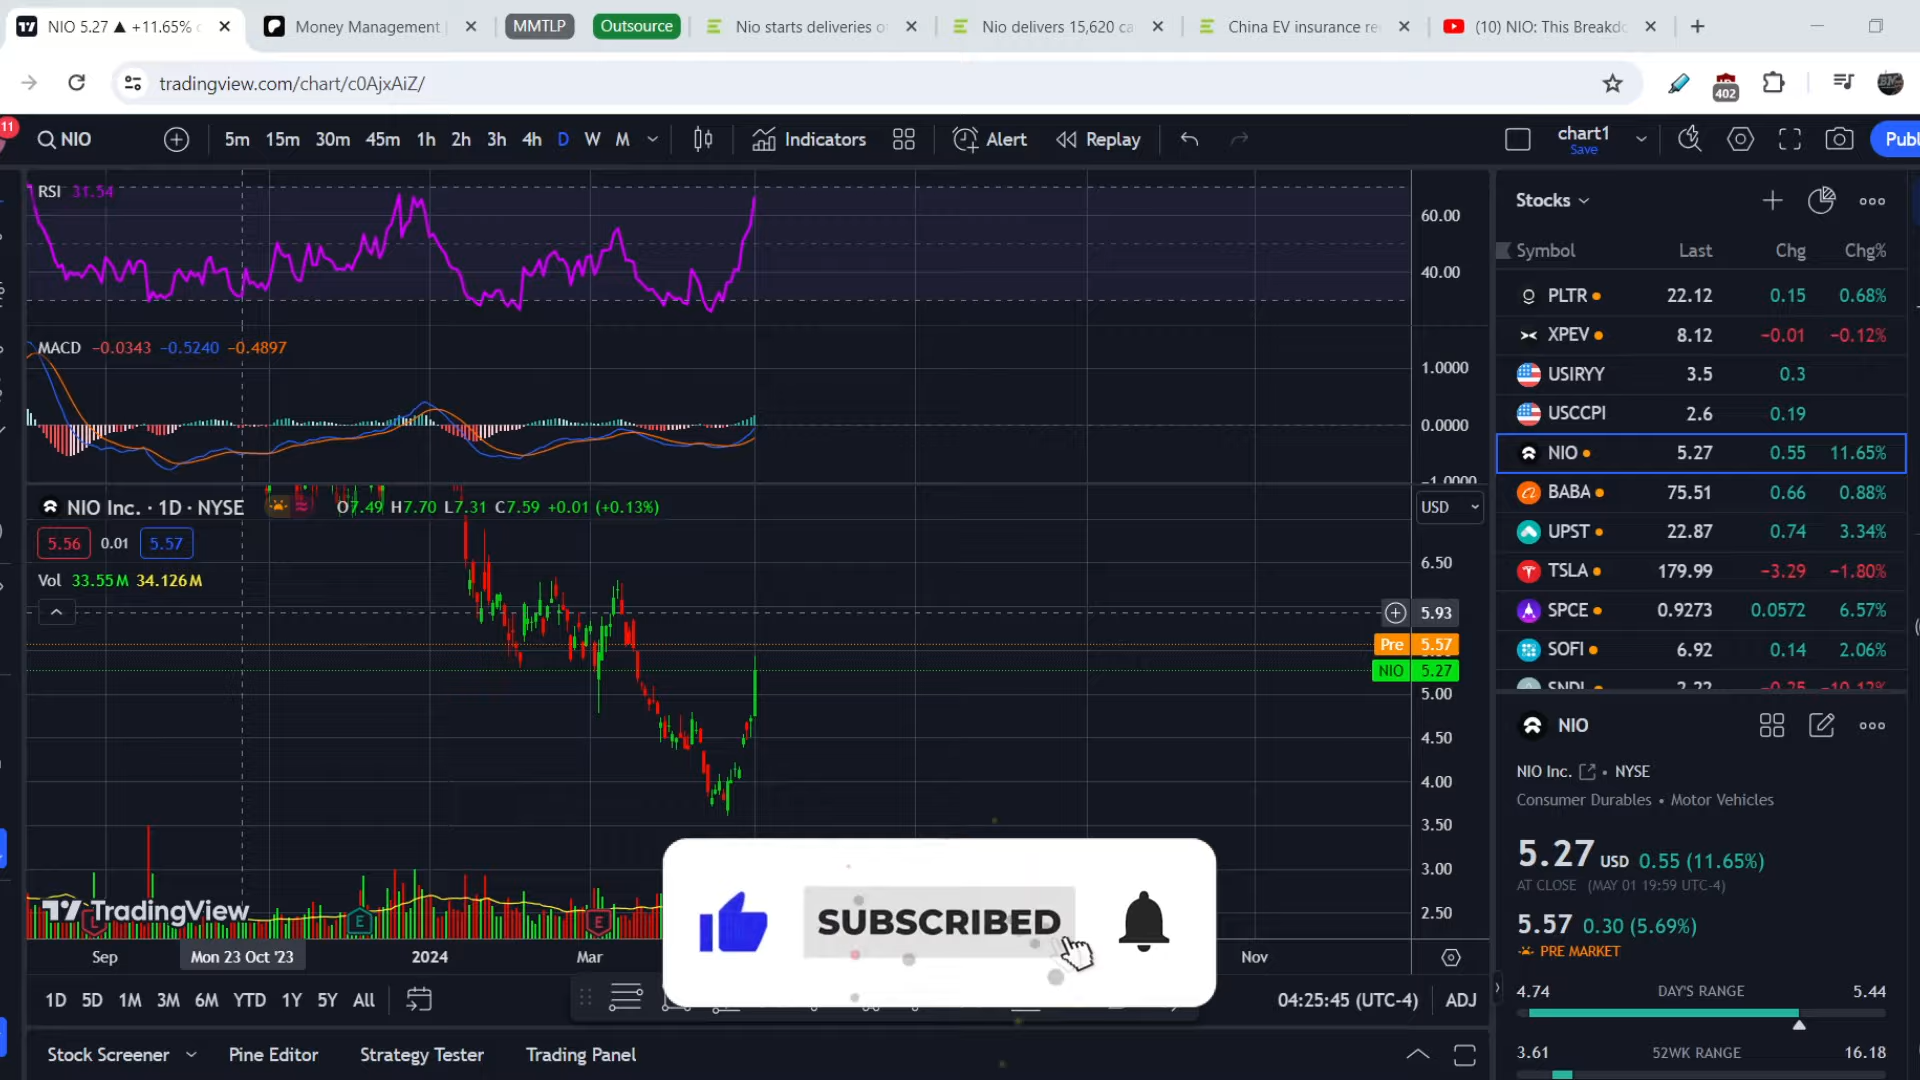 NIO 5.27 ▲ +11.65%
Money Management
MMTLP
Outsource
Nio starts deliveries o
Nio delivers 15,620 ca
China EV insurance re
(10) NIO: This Breakdo
tradingview.com/chart/c0AjxAiZ/
402
11
NIO
5m 15m 30m 45m 1h 2h 3h 4h D W M
Indicators
Alert
Replay
chart1
Save
Publ
RSI 31.54
60.00
40.00
MACD −0.0343 −0.5240 −0.4897
1.0000
0.0000
−1.0000
NIO Inc. · 1D · NYSE
O7.49 H7.70 L7.31 C7.59 +0.01 (+0.13%)
USD
5.56 0.01 5.57
Vol 33.55M 34.126M
6.50
5.93
Pre 5.57
NIO 5.27
5.00
4.50
4.00
3.50
3.00
2.50
TradingView
E
E
SUBSCRIBED
Sep
Mon 23 Oct '23
2024
Mar
Nov
1D 5D 1M 3M 6M YTD 1Y 5Y All
04:25:45 (UTC-4) ADJ
Stock Screener
Pine Editor
Strategy Tester
Trading Panel
Stocks
Symbol Last Chg Chg%
PLTR 22.12 0.15 0.68%
XPEV 8.12 −0.01 −0.12%
USIRYY 3.5 0.3
USCCPI 2.6 0.19
NIO 5.27 0.55 11.65%
BABA 75.51 0.66 0.88%
UPST 22.87 0.74 3.34%
TSLA 179.99 −3.29 −1.80%
SPCE 0.9273 0.0572 6.57%
SOFI 6.92 0.14 2.06%
SNDL 2.22 −0.25 −10.12%
NIO
NIO Inc. • NYSE
Consumer Durables • Motor Vehicles
5.27 USD 0.55 (11.65%)
AT CLOSE (MAY 01 19:59 UTC-4)
5.57 0.30 (5.69%)
PRE MARKET
4.74 DAY'S RANGE 5.44
3.61 52WK RANGE 16.18